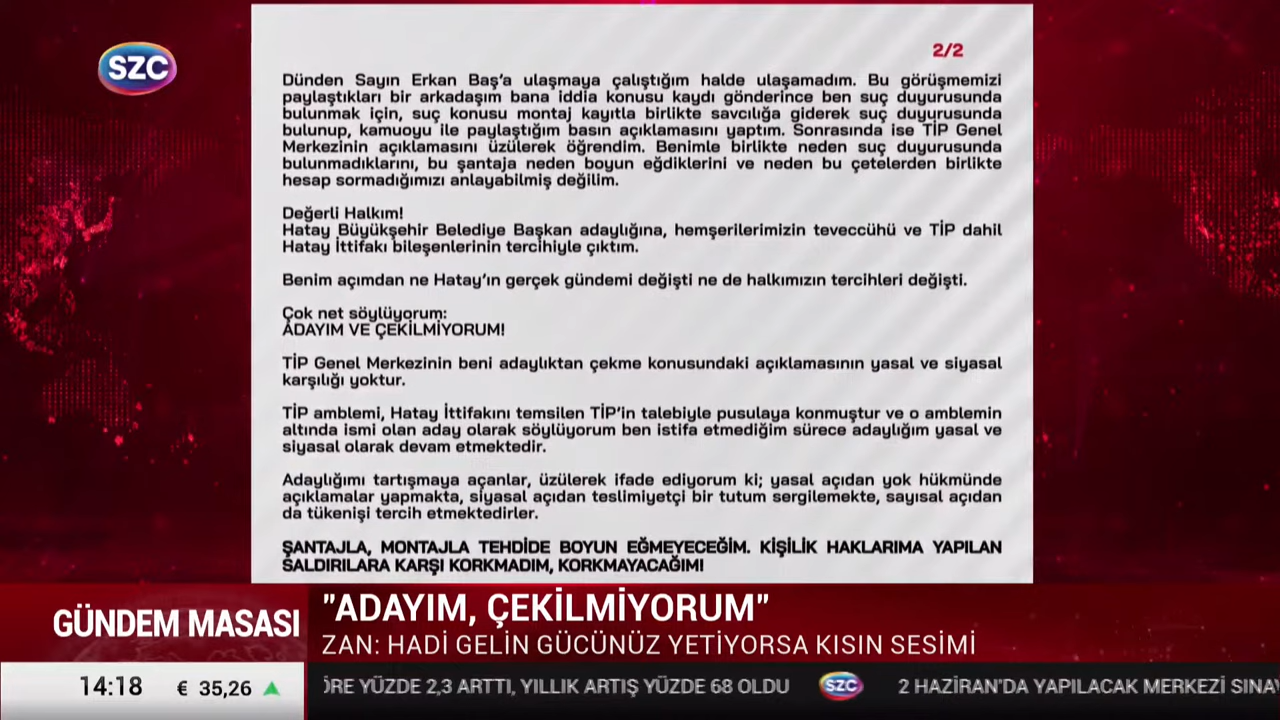 SZC
2/2
Dünden Sayın Erkan Baş'a ulaşmaya çalıştığım halde ulaşamadım. Bu görüşmemizi
paylaştıkları bir arkadaşım bana iddia konusu kaydı gönderince ben suç duyurusunda
bulunmak için, suç konusu montaj kayıtla birlikte savcılığa giderek suç duyurusunda
bulunup, kamuoyu ile paylaştığım basın açıklamasını yaptım. Sonrasında ise TİP Genel
Merkezinin açıklamasını üzülerek öğrendim. Benimle birlikte neden suç duyurusunda
bulunmadıklarını, bu şantaja neden boyun eğdiklerini ve neden bu çetelerden birlikte
hesap sormadığımızı anlayabilmiş değilim.
Değerli Halkım!
Hatay Büyükşehir Belediye Başkan adaylığına, hemşerilerimizin teveccühü ve TİP dahil
Hatay İttifakı bileşenlerinin tercihiyle çıktım.
Benim açımdan ne Hatay'ın gerçek gündemi değişti ne de halkımızın tercihleri değişti.
Çok net söylüyorum:
ADAYIM VE ÇEKİLMİYORUM!
TİP Genel Merkezinin beni adaylıktan çekme konusundaki açıklamasının yasal ve siyasal
karşılığı yoktur.
TİP amblemi, Hatay İttifakını temsilen TİP'in talebiyle pusulaya konmuştur ve o amblemin
altında ismi olan aday olarak söylüyorum ben istifa etmediğim sürece adaylığım yasal ve
siyasal olarak devam etmektedir.
Adaylığımı tartışmaya açanlar, üzülerek ifade ediyorum ki; yasal açıdan yok hükmünde
açıklamalar yapmakta, siyasal açıdan teslimiyetçi bir tutum sergilemekte, sayısal açıdan
da tükenişi tercih etmektedirler.
ŞANTAJLA, MONTAJLA TEHDİDE BOYUN EĞMEYECEĞİM. KİŞİLİK HAKLARIMA YAPILAN
SALDIRILARA KARŞI KORKMADIM, KORKMAYACAĞIM!
GÜNDEM MASASI
"ADAYIM, ÇEKİLMİYORUM"
ZAN: HADİ GELİN GÜCÜNÜZ YETİYORSA KISIN SESİMİ
14:18 € 35,26 ÖRE YÜZDE 2,3 ARTTI, YILLIK ARTIŞ YÜZDE 68 OLDU SZC 2 HAZİRAN'DA YAPILACAK MERKEZİ SINAV